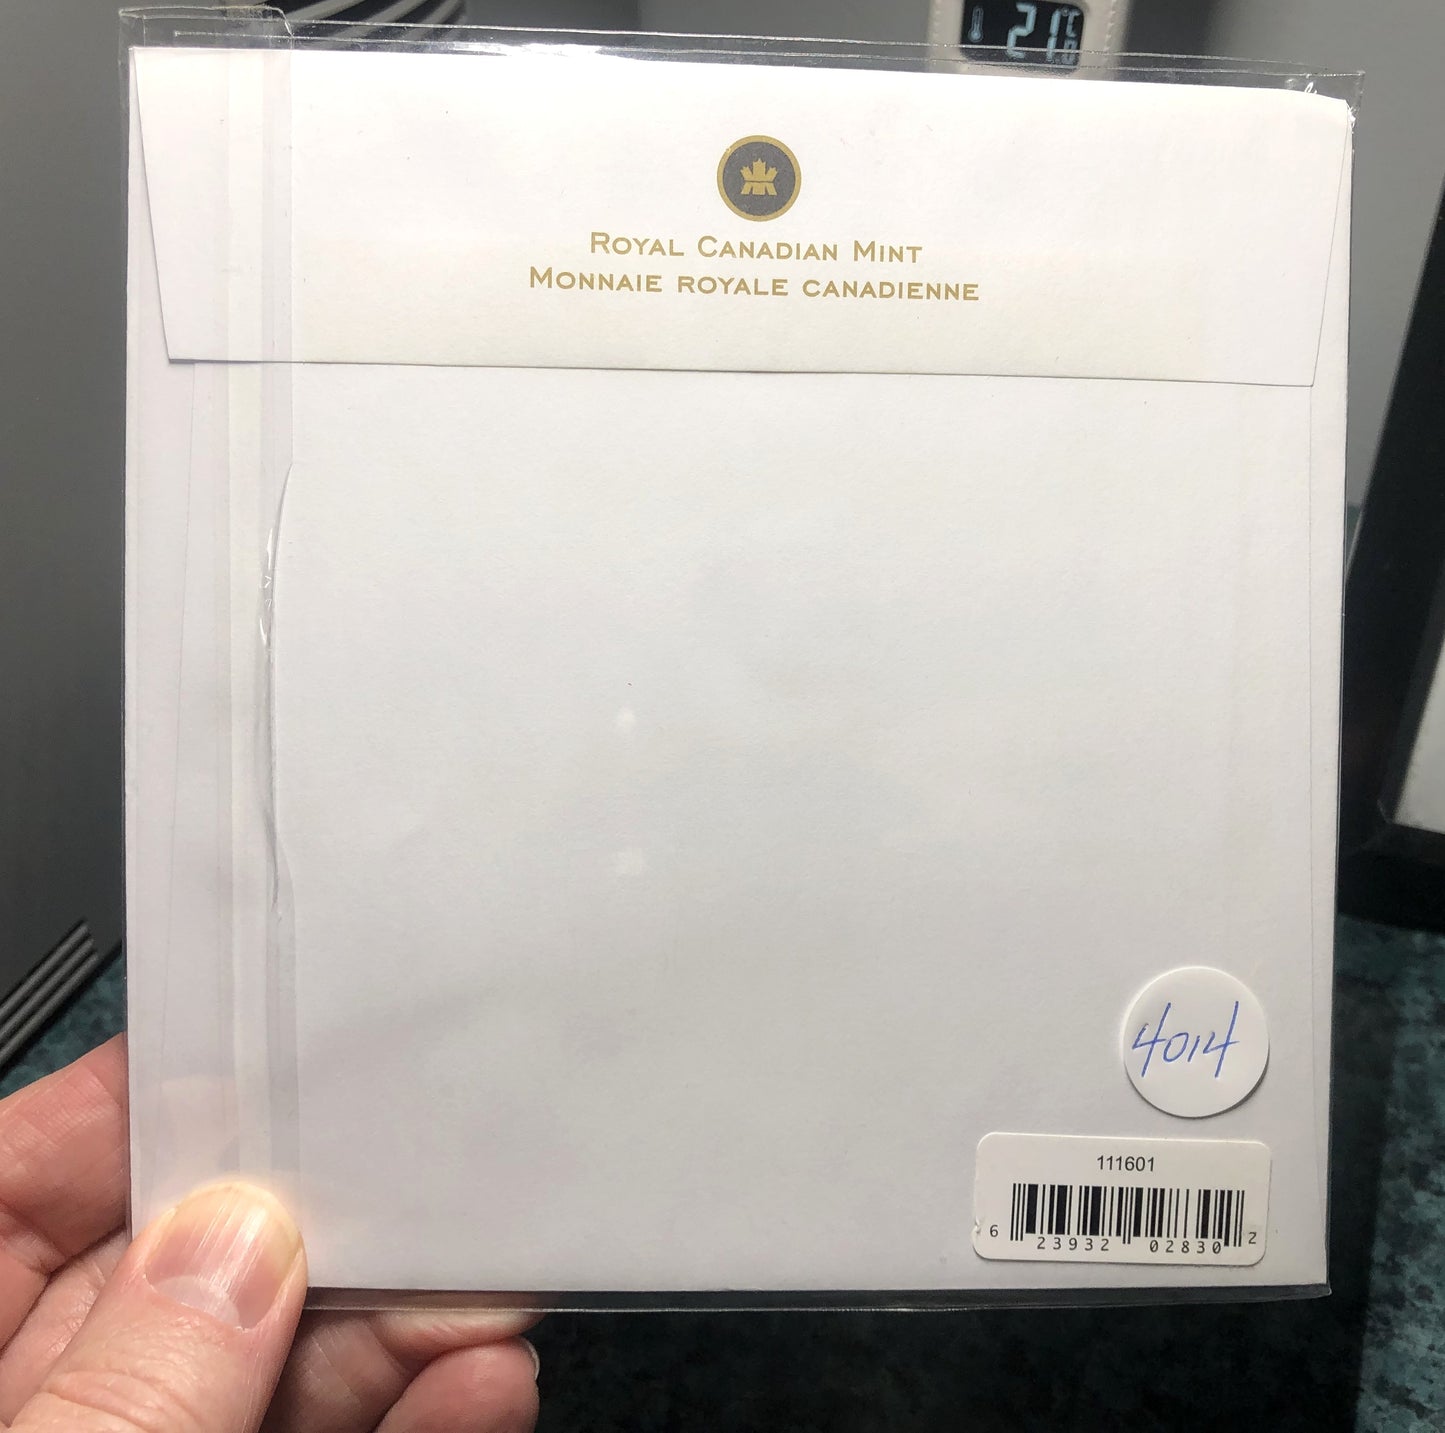 21°C
Royal Canadian Mint
Monnaie royale canadienne
4014
111601
6 23932 02830 2